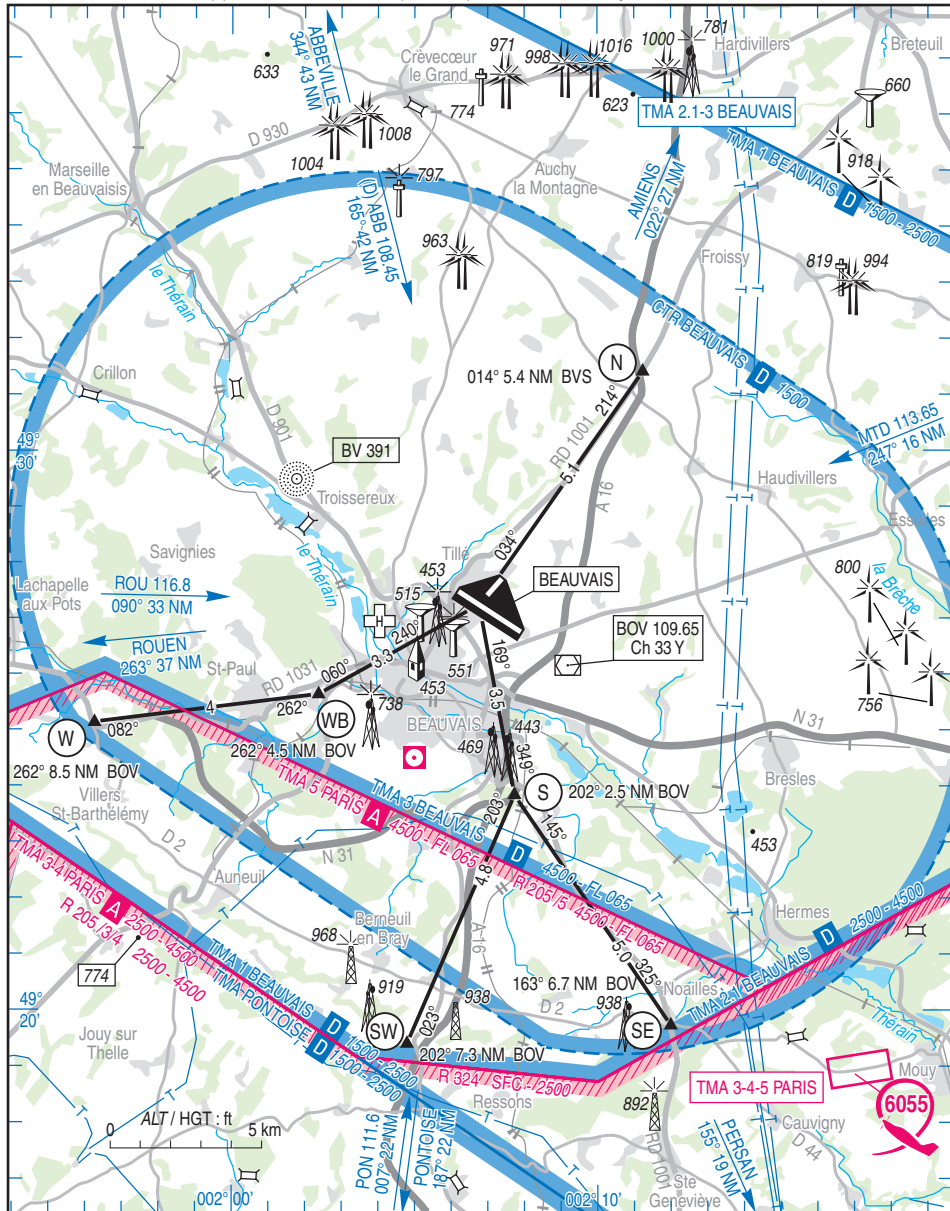 ABBEVILLE
344° 43 NM
633
Crèvecœur
le Grand
971
998
1016
1000
781
Hardivillers
Breteuil
774
623
TMA 2.1-3 BEAUVAIS
660
D 930
1004
1008
Marseille
en Beauvaisis
797
Auchy
la Montagne
TMA 1 BEAUVAIS D 1500 - 2500
918
(D) ABB 108.45
165° 42 NM
AMIENS
022° 27 NM
963
Froissy
819
994
le Thérain
CTR BEAUVAIS D 1500
Crillon
014° 5.4 NM BVS
N
214°
D 901
RD 1001
5.1
034°
A 16
MTD 113.65
247° 16 NM
49°
30'
BV 391
Troissereux
Haudivillers
Essuiles
la Brèche
Savignies
le Thérain
Tillé
453
BEAUVAIS
800
Lachapelle
aux Pots
ROU 116.8
090° 33 NM
515
240°
BOV 109.65
Ch 33 Y
ROUEN
263° 37 NM
St-Paul
RD 1031
060°
3.3
551
169°
453
756
W
082°
4
262°
WB
738
BEAUVAIS
3.5
N 31
262° 8.5 NM BOV
262° 4.5 NM BOV
469
443
349°
Bresles
Villers
St-Barthélémy
S
202° 2.5 NM BOV
203°
145°
TMA 3 BEAUVAIS D 4500 - FL 065
TMA 5 PARIS A 4500 - FL 065
R 205 / 5 4500 - FL 065
D 2
N 31
453
TMA 3-4 PARIS A 2500 - 4500
R 205 /3/4 2500 - 4500
Auneuil
4.8
5.0
Hermes
Berneuil
en Bray
968
A 16
774
TMA 1 BEAUVAIS D 1500 - 2500
TMA PONTOISE D 1500 - 2500
919
938
163° 6.7 NM BOV
325°
Noailles
TMA 2.1 BEAUVAIS D 2500 - 4500
D 2
938
49°
20'
Jouy sur
Thelle
SW
023°
SE
Thérain
202° 7.3 NM BOV
R 324 SFC - 2500
TMA 3-4-5 PARIS
Mouy
6055
Ressons
892
ALT / HGT : ft
0
5 km
PON 111.6
007° 22 NM
PONTOISE
187° 22 NM
Cauvigny
D 44
PERSAN
155° 19 NM
RD 1001
Ste
Geneviève
002° 00'
002° 10'